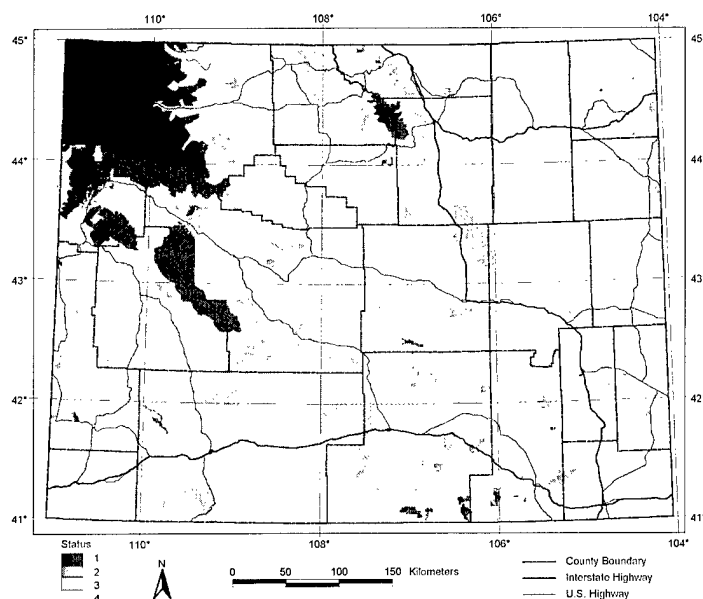 110° 108° 106° 104°
45° 45
44° 44
43° 43
42° 42
41° 41°
110° 108° 106° 104°
Status
1
2
3
4
N
0 50 100 150 Kilometers
County Boundary
Interstate Highway
U.S. Highway